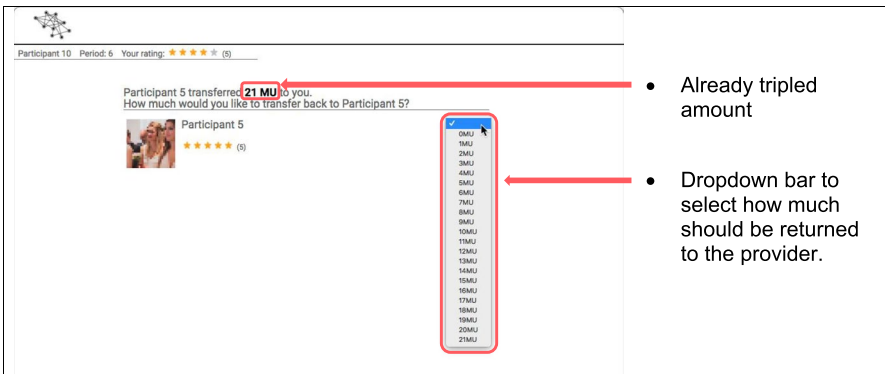 Participant 10 Period: 6 Your rating: ★★★★★ (5)
Participant 5 transferred 21 MU to you.
How much would you like to transfer back to Participant 5?
Participant 5
★★★★★ (5)
✓
0MU
1MU
2MU
3MU
4MU
5MU
6MU
7MU
8MU
9MU
10MU
11MU
12MU
13MU
14MU
15MU
16MU
17MU
18MU
19MU
20MU
21MU
• Already tripled
amount
• Dropdown bar to
select how much
should be returned
to the provider.